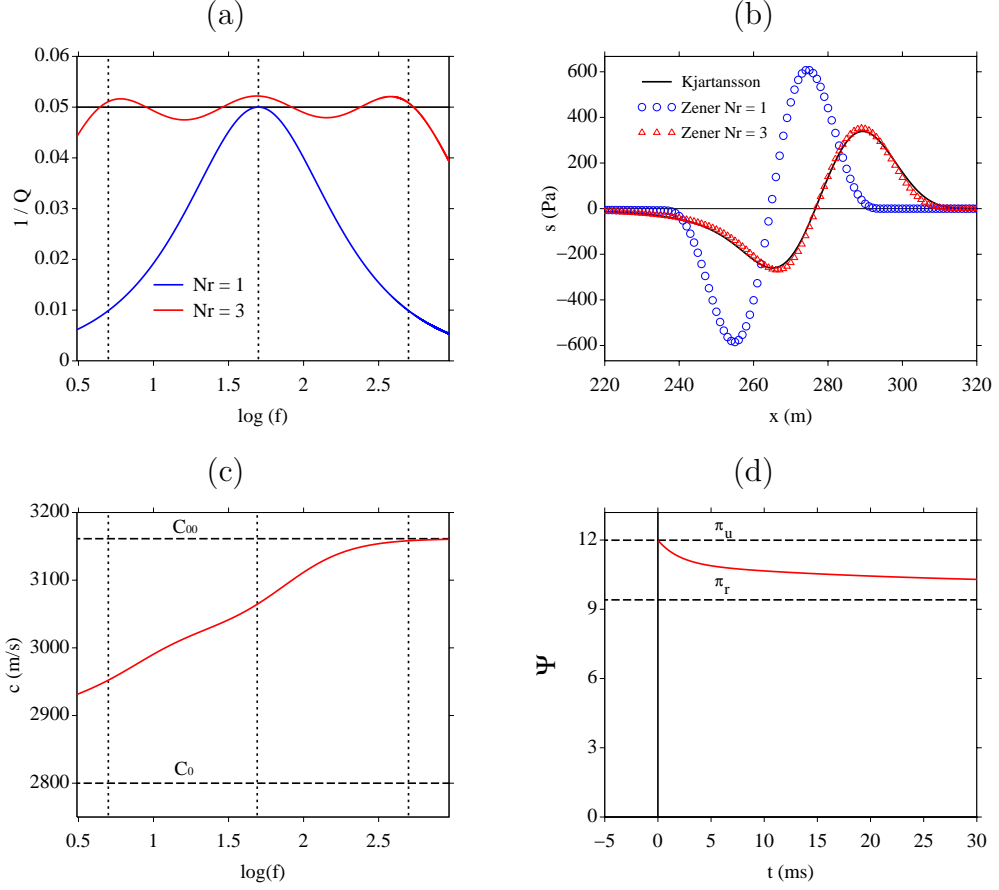 (a)
0.06
0.05
0.04
0.03
0.02
0.01
0
1 / Q
Nr = 1
Nr = 3
0.5 1 1.5 2 2.5
log (f)
(b)
600
400
200
0
−200
−400
−600
s (Pa)
Kjartansson
Zener Nr = 1
Zener Nr = 3
220 240 260 280 300 320
x (m)
(c)
3200
3100
3000
2900
2800
c (m/s)
C00
C0
0.5 1 1.5 2 2.5
log(f)
(d)
12
9
6
3
0
Ψ
πu
πr
−5 0 5 10 15 20 25 30
t (ms)